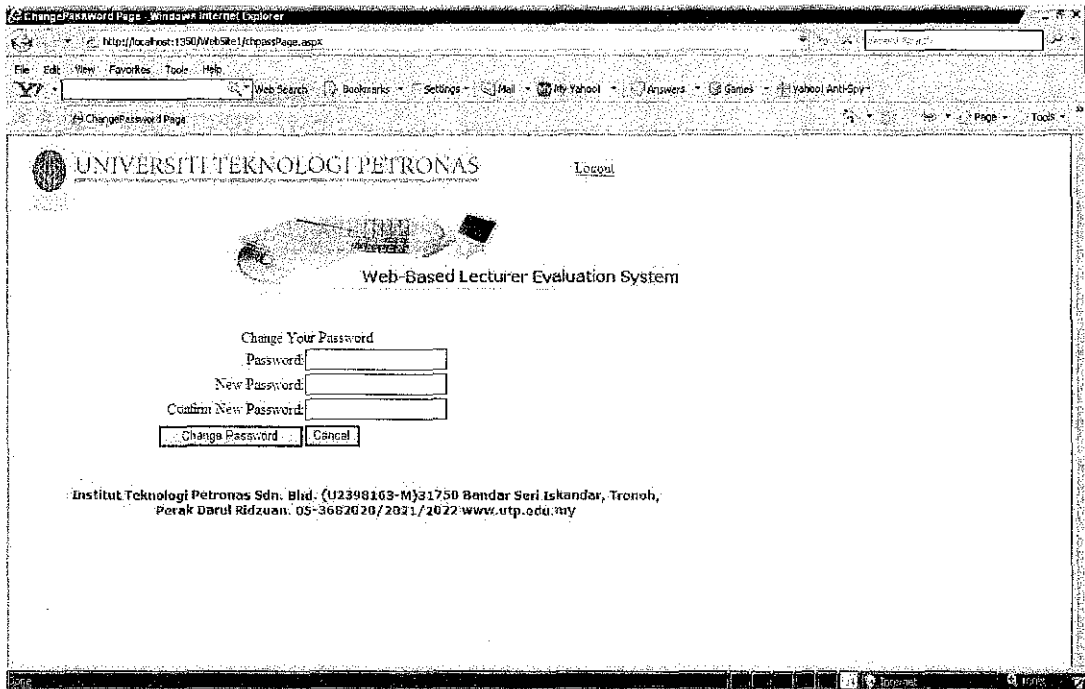 ChangePassword Page - Windows Internet Explorer
http://localhost:1350/WebSite1/chpassPage.aspx
File Edit View Favorites Tools Help
Y! Web Search Bookmarks Settings Mail My Yahoo! Answers Games Yahoo! Anti-Spy
ChangePassword Page Page Tools
UNIVERSITI TEKNOLOGI PETRONAS Logout
Web-Based Lecturer Evaluation System
Change Your Password
Password:
New Password:
Confirm New Password:
Change Password Cancel
Institut Teknologi Petronas Sdn. Bhd. (U2398163-M)31750 Bandar Seri Iskandar, Tronoh,
Perak Darul Ridzuan. 05-3682020/2021/2022 www.utp.edu.my
Done Internet 100%